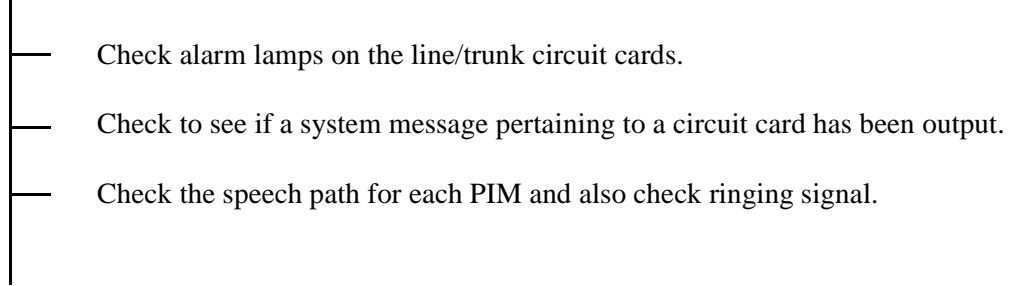 Check alarm lamps on the line/trunk circuit cards.
Check to see if a system message pertaining to a circuit card has been output.
Check the speech path for each PIM and also check ringing signal.